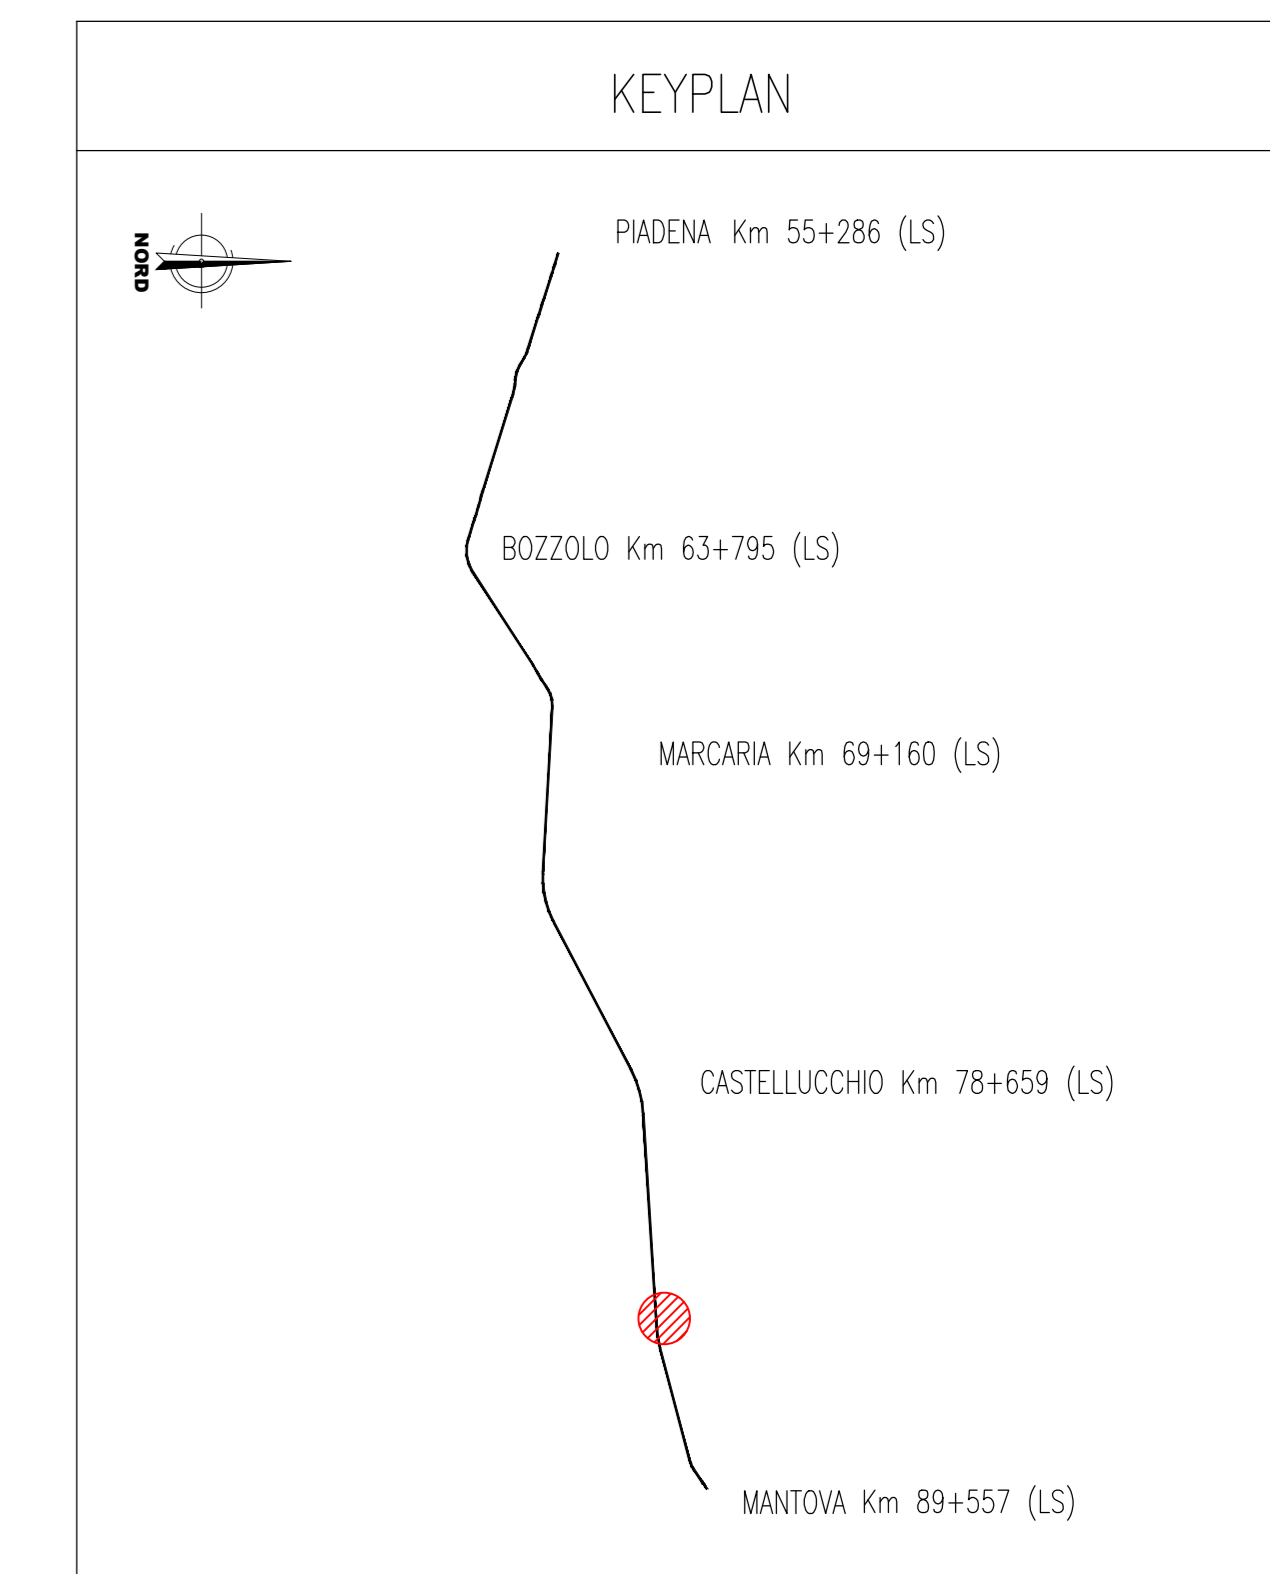 KEYPLAN
NORD
PIADENA Km 55+286 (LS)
BOZZOLO Km 63+795 (LS)
MARCARIA Km 69+160 (LS)
CASTELLUCCHIO Km 78+659 (LS)
MANTOVA Km 89+557 (LS)